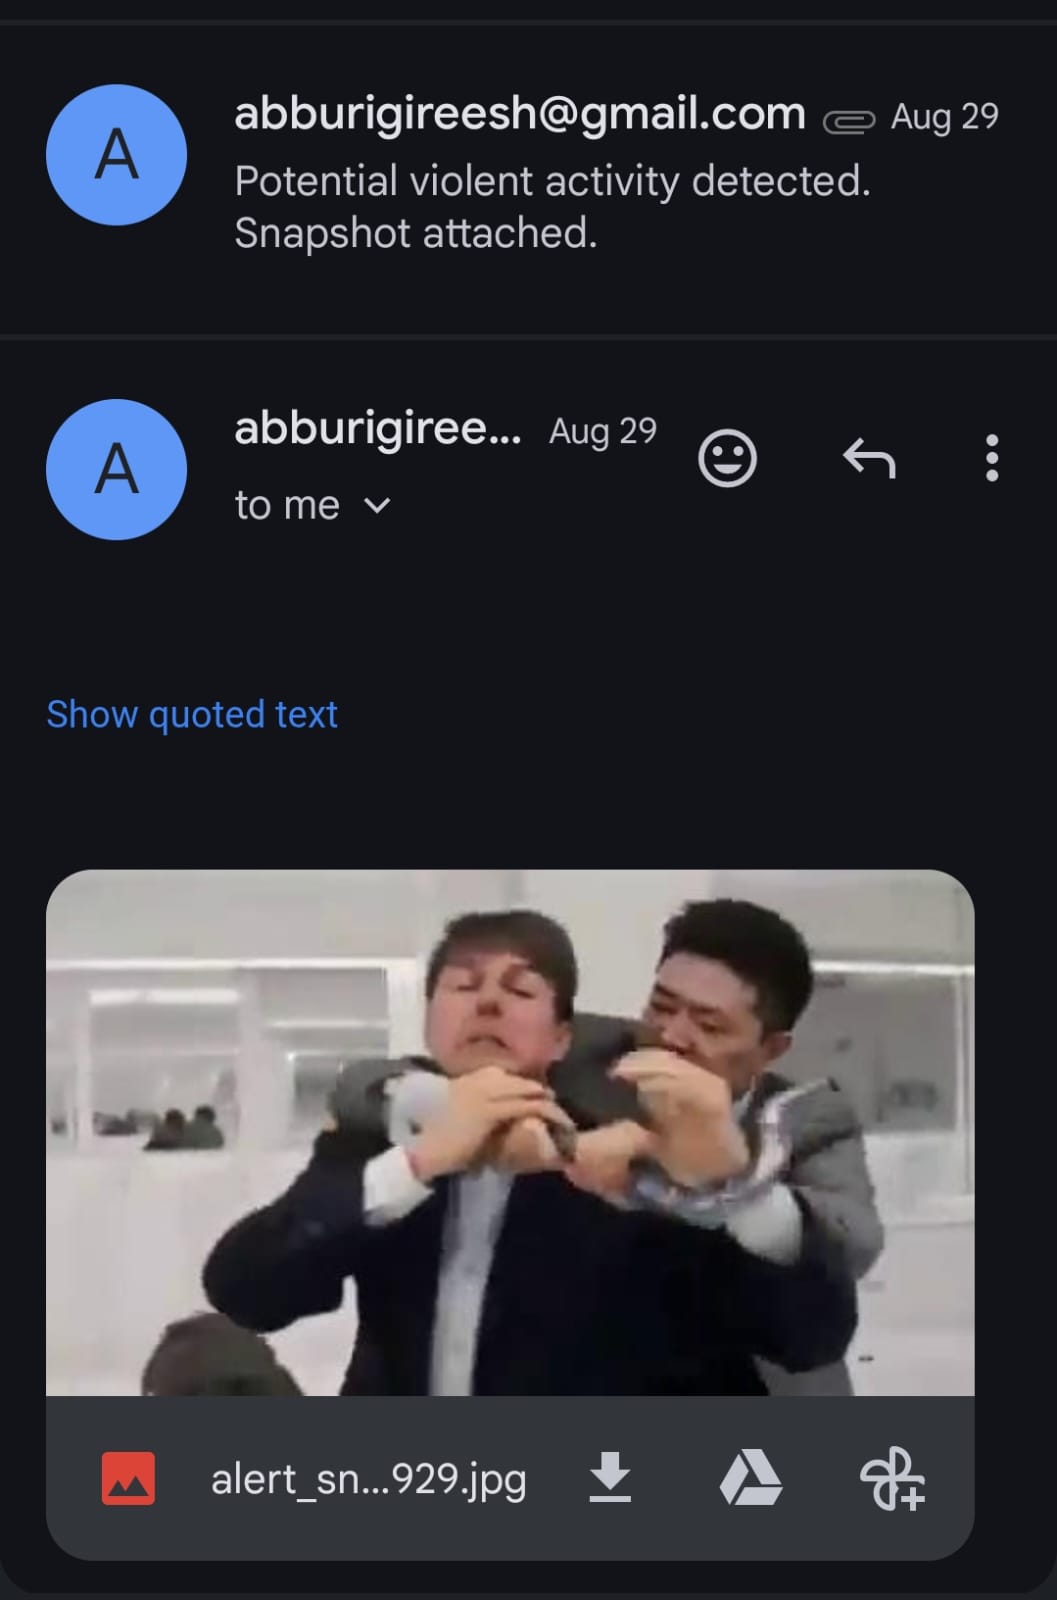 A
abburigireesh@gmail.com Aug 29
Potential violent activity detected.
Snapshot attached.
A
abburigiree... Aug 29
to me
Show quoted text
alert_sn...929.jpg